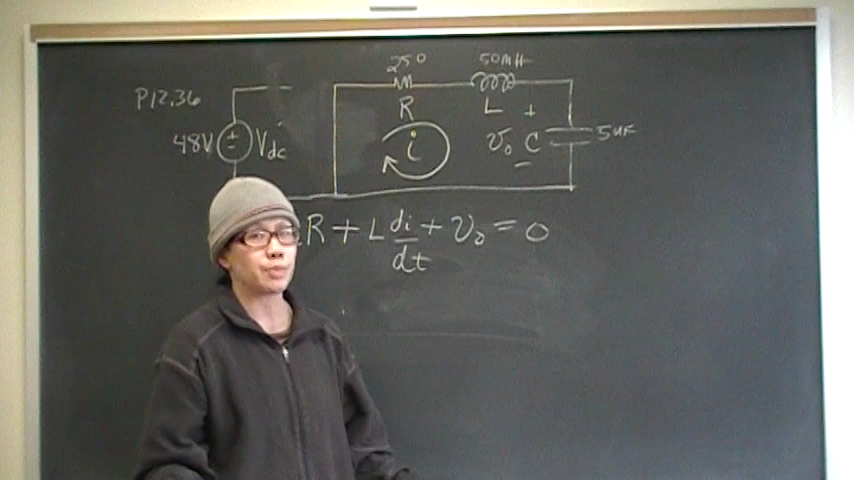 P12.36
250
50mH
R
L
+
48V
+
-
Vdc
i
v₀
C
5uF
-
R + L di/dt + v₀ = 0